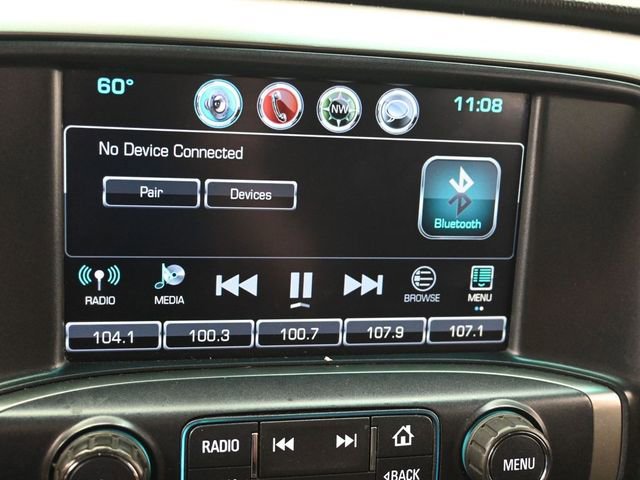 60°
NW
11:08
No Device Connected
Pair
Devices
Bluetooth
RADIO
MEDIA
BROWSE
MENU
104.1
100.3
100.7
107.9
107.1
RADIO
BACK
MENU